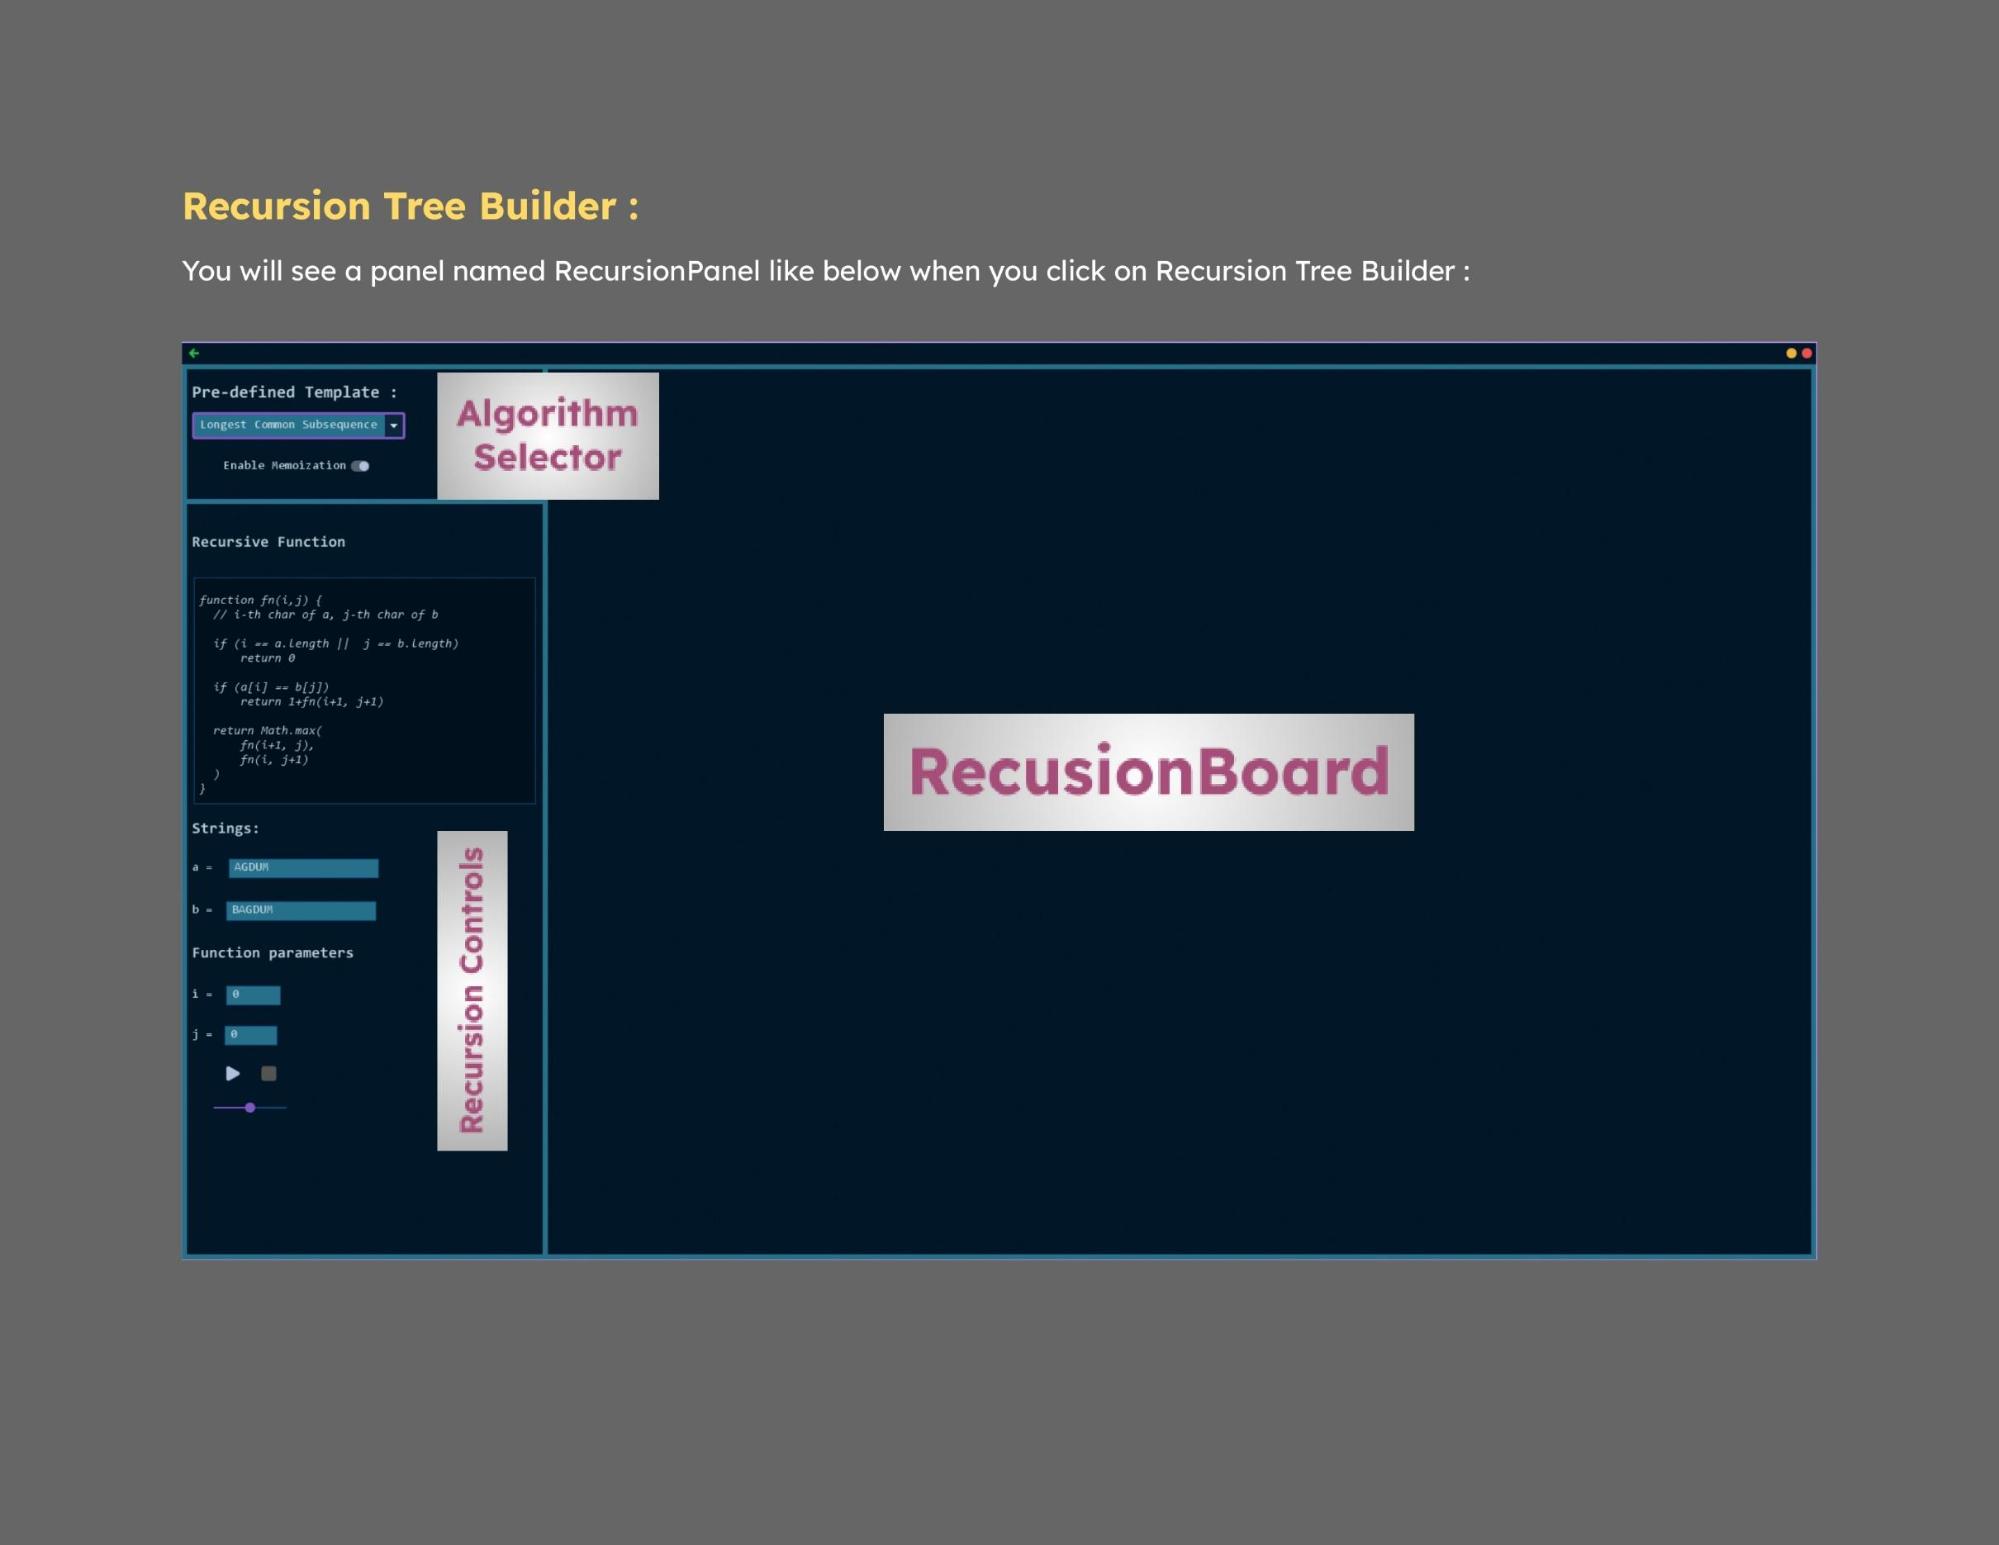 Recursion Tree Builder :
You will see a panel named RecursionPanel like below when you click on Recursion Tree Builder :
Pre-defined Template :
Longest Common Subsequence
Enable Memoization
Algorithm
Selector
Recursive Function
function fn(i,j) {
// i-th char of a, j-th char of b
if (i == a.length || j == b.length)
return 0
if (a[i] == b[j])
return 1+fn(i+1, j+1)
return Math.max(
fn(i+1, j),
fn(i, j+1)
)
}
RecusionBoard
Strings:
a = AGDUM
b = BAGDUM
Function parameters
i = 0
j = 0
Recursion Controls